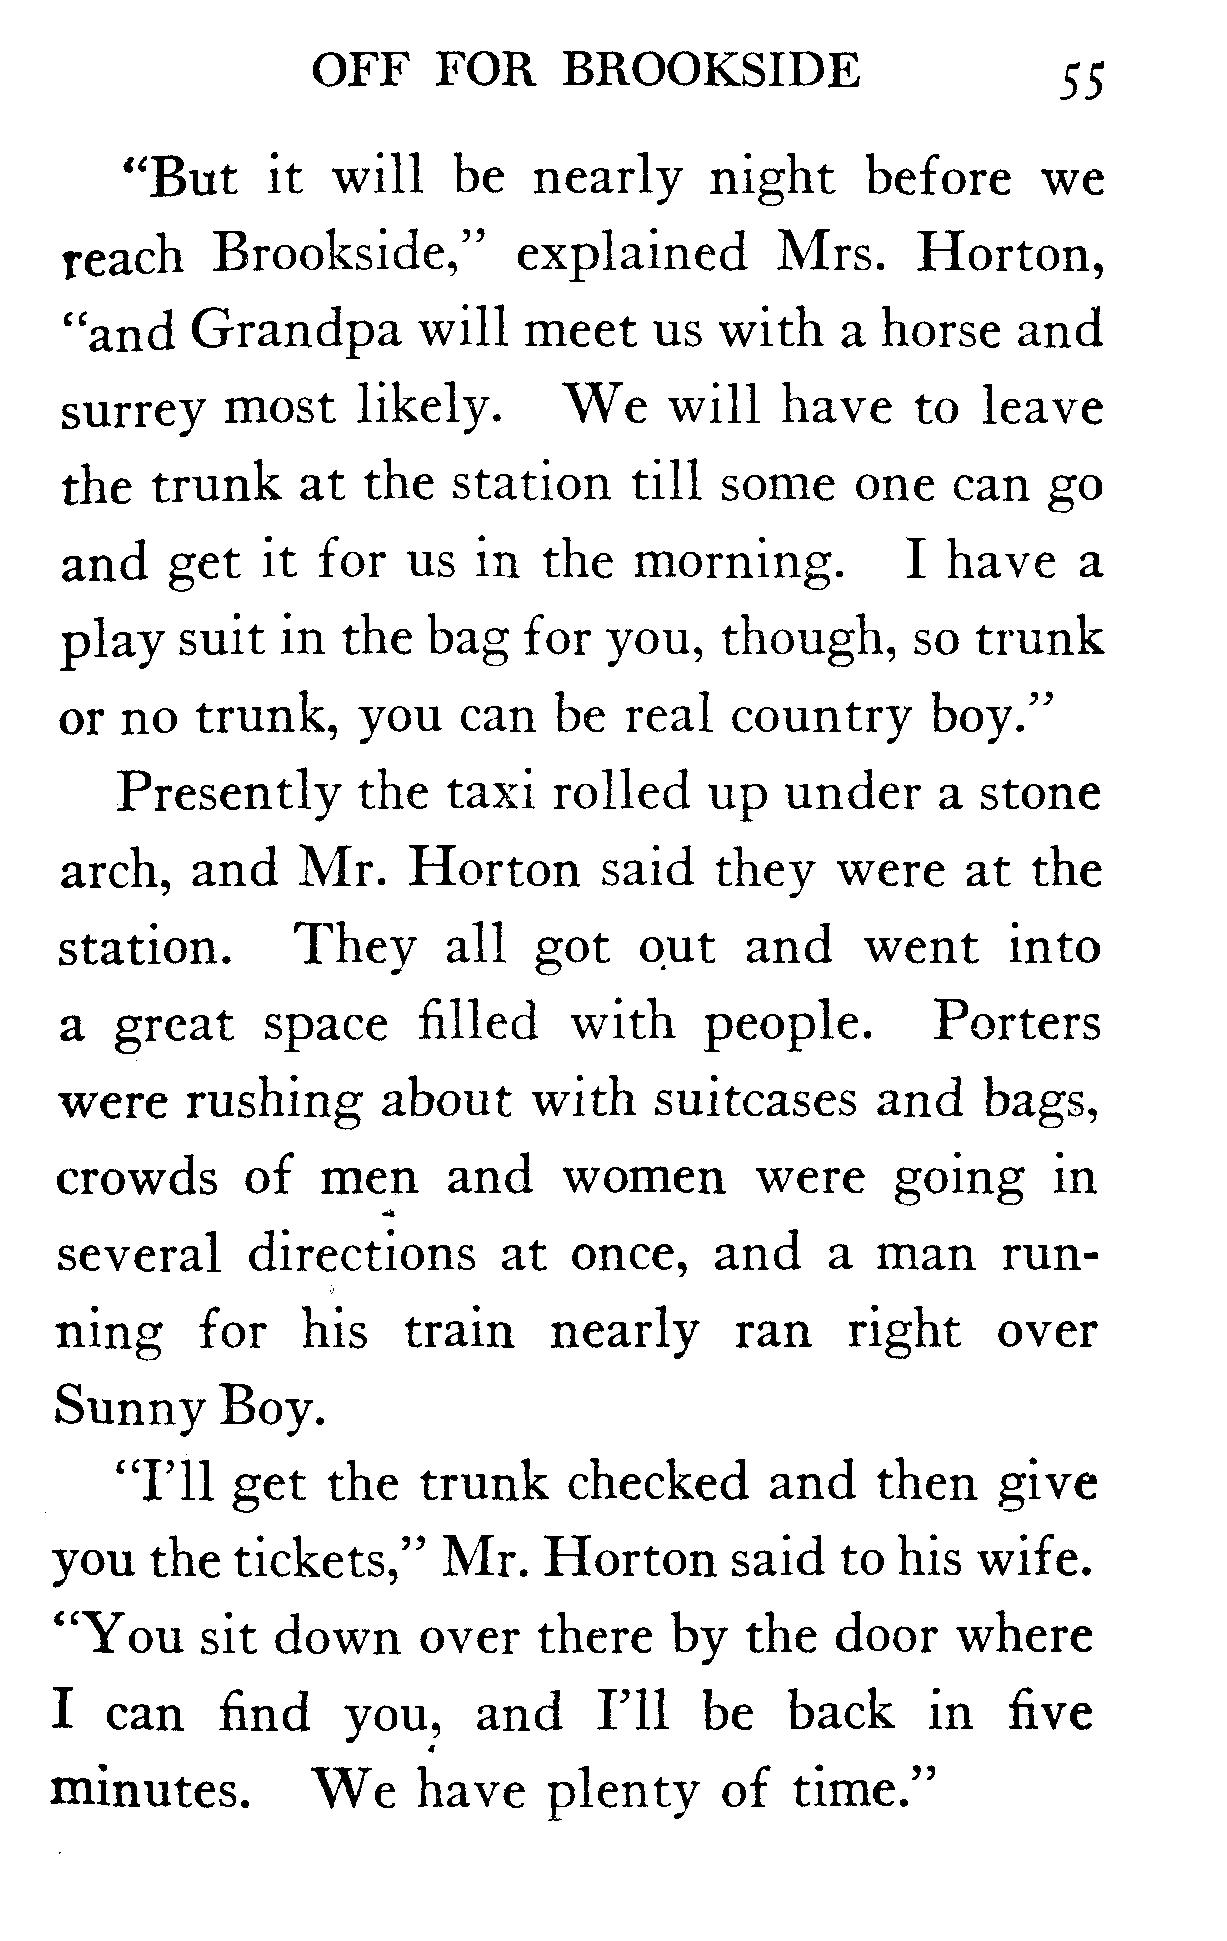 OFF FOR BROOKSIDE 55
“But it will be nearly night before we
reach Brookside,” explained Mrs. Horton,
“and Grandpa will meet us with a horse and
surrey most likely. We will have to leave
the trunk at the station till some one can go
and get it for us in the morning. I have a
play suit in the bag for you, though, so trunk
or no trunk, you can be real country boy.”
Presently the taxi rolled up under a stone
arch, and Mr. Horton said they were at the
station. They all got out and went into
a great space filled with people. Porters
were rushing about with suitcases and bags,
crowds of men and women were going in
several directions at once, and a man run-
ning for his train nearly ran right over
Sunny Boy.
“I’ll get the trunk checked and then give
you the tickets,” Mr. Horton said to his wife.
“You sit down over there by the door where
I can find you, and I’ll be back in five
minutes. We have plenty of time.”